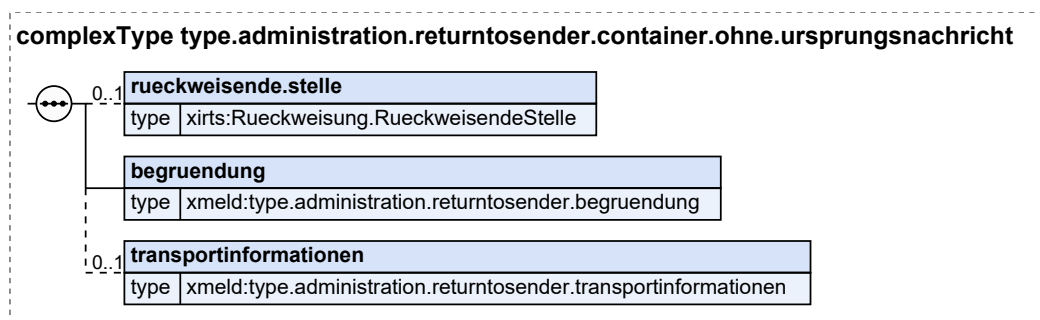 complexType type.administration.returntosender.container.ohne.ursprungsnachricht
0..1 rueckweisende.stelle
type xirts:Rueckweisung.RueckweisendeStelle
begruendung
type xmeld:type.administration.returntosender.begruendung
0..1 transportinformationen
type xmeld:type.administration.returntosender.transportinformationen